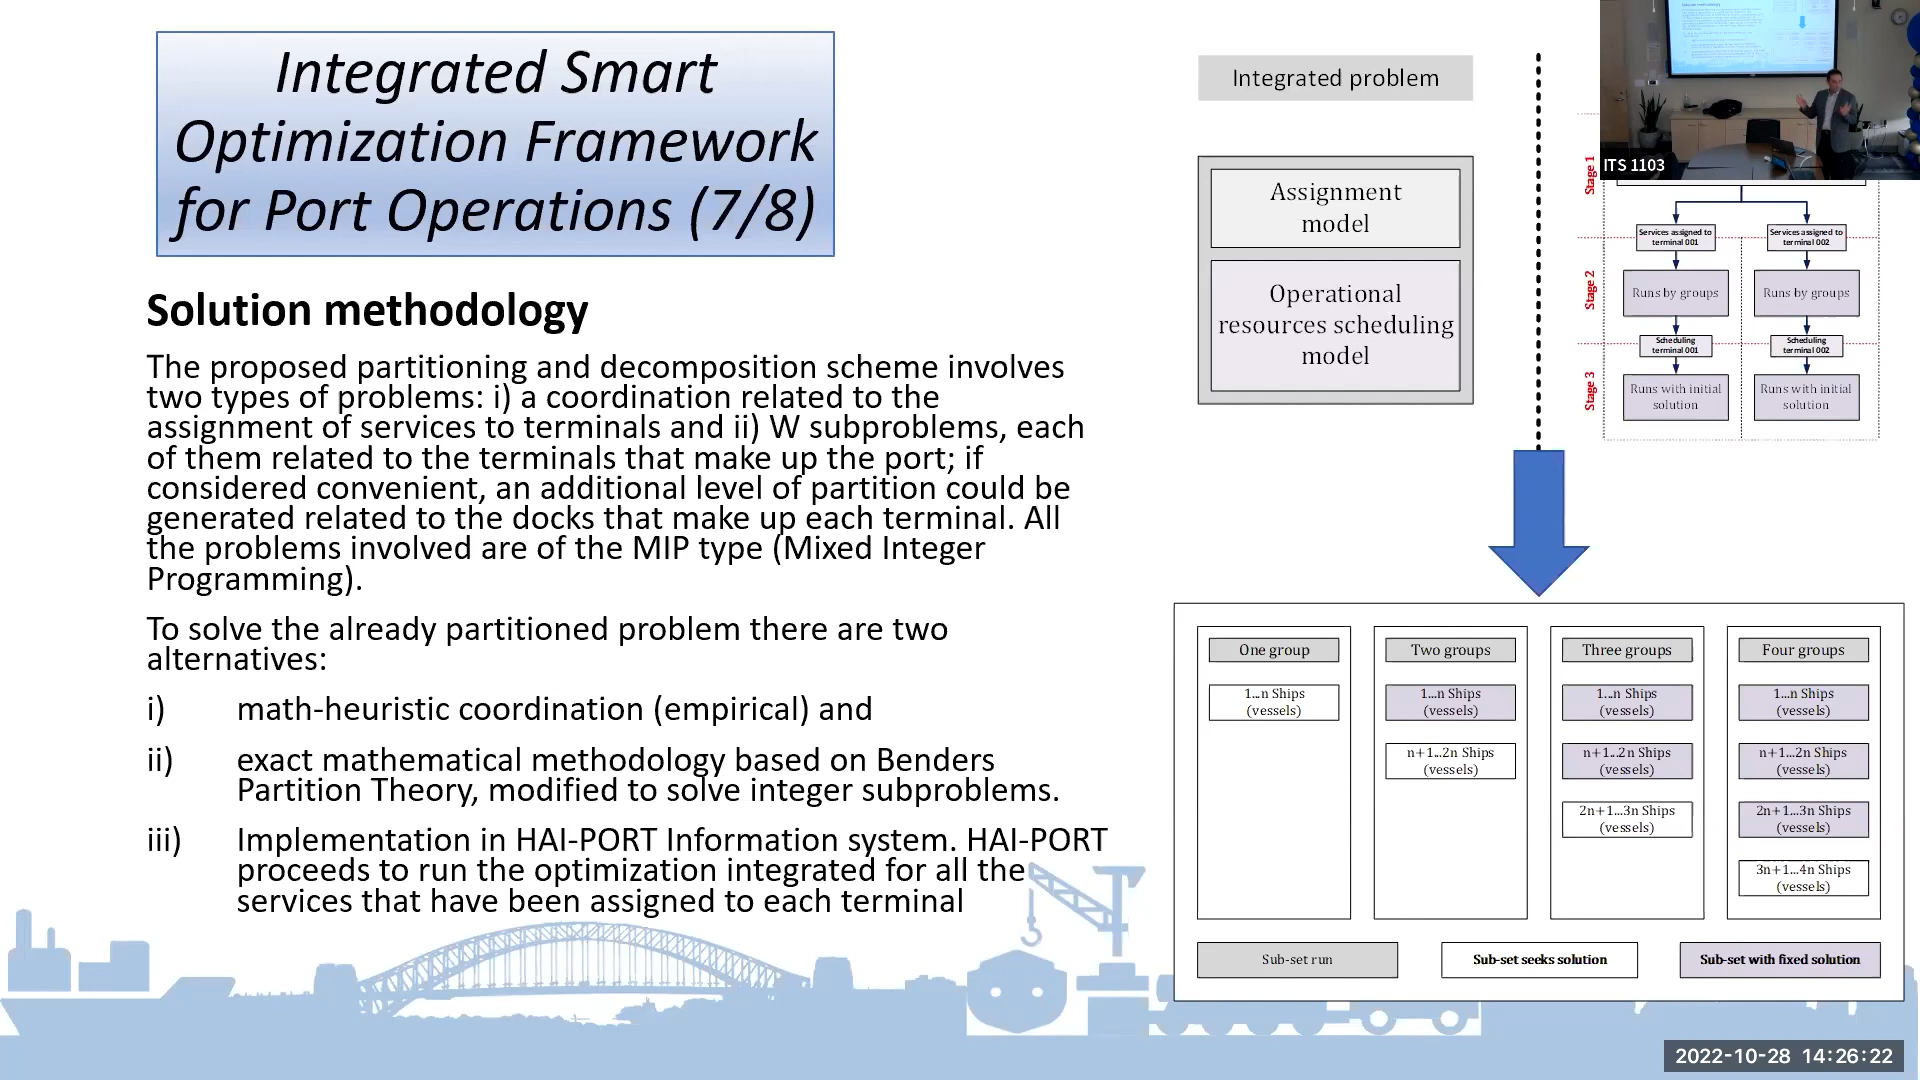 Integrated Smart
Optimization Framework
for Port Operations (7/8)
Solution methodology
The proposed partitioning and decomposition scheme involves
two types of problems: i) a coordination related to the
assignment of services to terminals and ii) W subproblems, each
of them related to the terminals that make up the port; if
considered convenient, an additional level of partition could be
generated related to the docks that make up each terminal. All
the problems involved are of the MIP type (Mixed Integer
Programming).
To solve the already partitioned problem there are two
alternatives:
i) math-heuristic coordination (empirical) and
ii) exact mathematical methodology based on Benders
Partition Theory, modified to solve integer subproblems.
iii) Implementation in HAI-PORT Information system. HAI-PORT
proceeds to run the optimization integrated for all the
services that have been assigned to each terminal
Integrated problem
Assignment
model
Operational
resources scheduling
model
ITS 1103
Stage 1
Services assigned to
terminal 001
Services assigned to
terminal 002
Stage 2
Runs by groups
Runs by groups
Scheduling
terminal 001
Scheduling
terminal 002
Stage 3
Runs with initial
solution
Runs with initial
solution
One group
1...n Ships
(vessels)
Two groups
1...n Ships
(vessels)
n+1...2n Ships
(vessels)
Three groups
1...n Ships
(vessels)
n+1...2n Ships
(vessels)
2n+1...3n Ships
(vessels)
Four groups
1...n Ships
(vessels)
n+1...2n Ships
(vessels)
2n+1...3n Ships
(vessels)
3n+1...4n Ships
(vessels)
Sub-set run
Sub-set seeks solution
Sub-set with fixed solution
2022-10-28 14:26:22